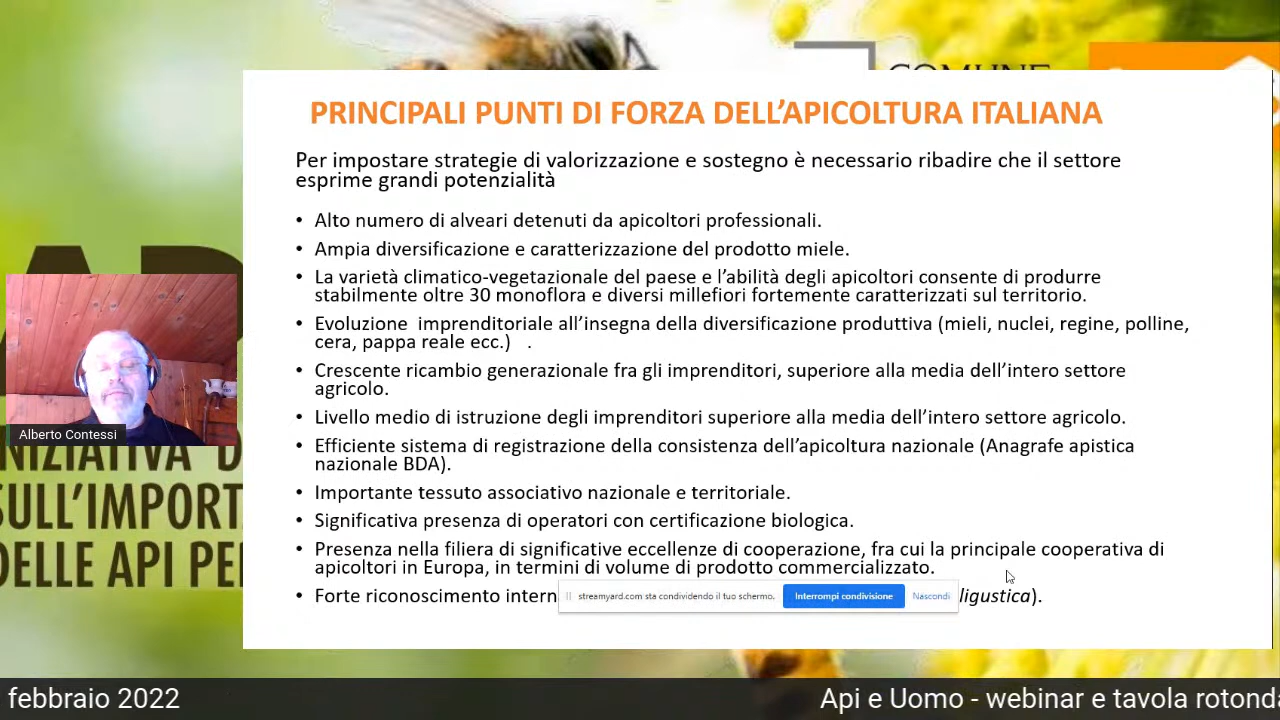 COMUNE
PRINCIPALI PUNTI DI FORZA DELL’APICOLTURA ITALIANA
Per impostare strategie di valorizzazione e sostegno è necessario ribadire che il settore
esprime grandi potenzialità
• Alto numero di alveari detenuti da apicoltori professionali.
• Ampia diversificazione e caratterizzazione del prodotto miele.
• La varietà climatico-vegetazionale del paese e l’abilità degli apicoltori consente di produrre
stabilmente oltre 30 monoflora e diversi millefiori fortemente caratterizzati sul territorio.
• Evoluzione imprenditoriale all’insegna della diversificazione produttiva (mieli, nuclei, regine, polline,
cera, pappa reale ecc.) .
• Crescente ricambio generazionale fra gli imprenditori, superiore alla media dell’intero settore
agricolo.
• Livello medio di istruzione degli imprenditori superiore alla media dell’intero settore agricolo.
• Efficiente sistema di registrazione della consistenza dell’apicoltura nazionale (Anagrafe apistica
nazionale BDA).
• Importante tessuto associativo nazionale e territoriale.
• Significativa presenza di operatori con certificazione biologica.
• Presenza nella filiera di significative eccellenze di cooperazione, fra cui la principale cooperativa di
apicoltori in Europa, in termini di volume di prodotto commercializzato.
• Forte riconoscimento intern ligustica).
streamyard.com sta condividendo il tuo schermo. Interrompi condivisione Nascondi
Alberto Contessi
NIZIATIVA D
SULL’IMPORT
DELLE API PE
febbraio 2022
Api e Uomo - webinar e tavola rotond